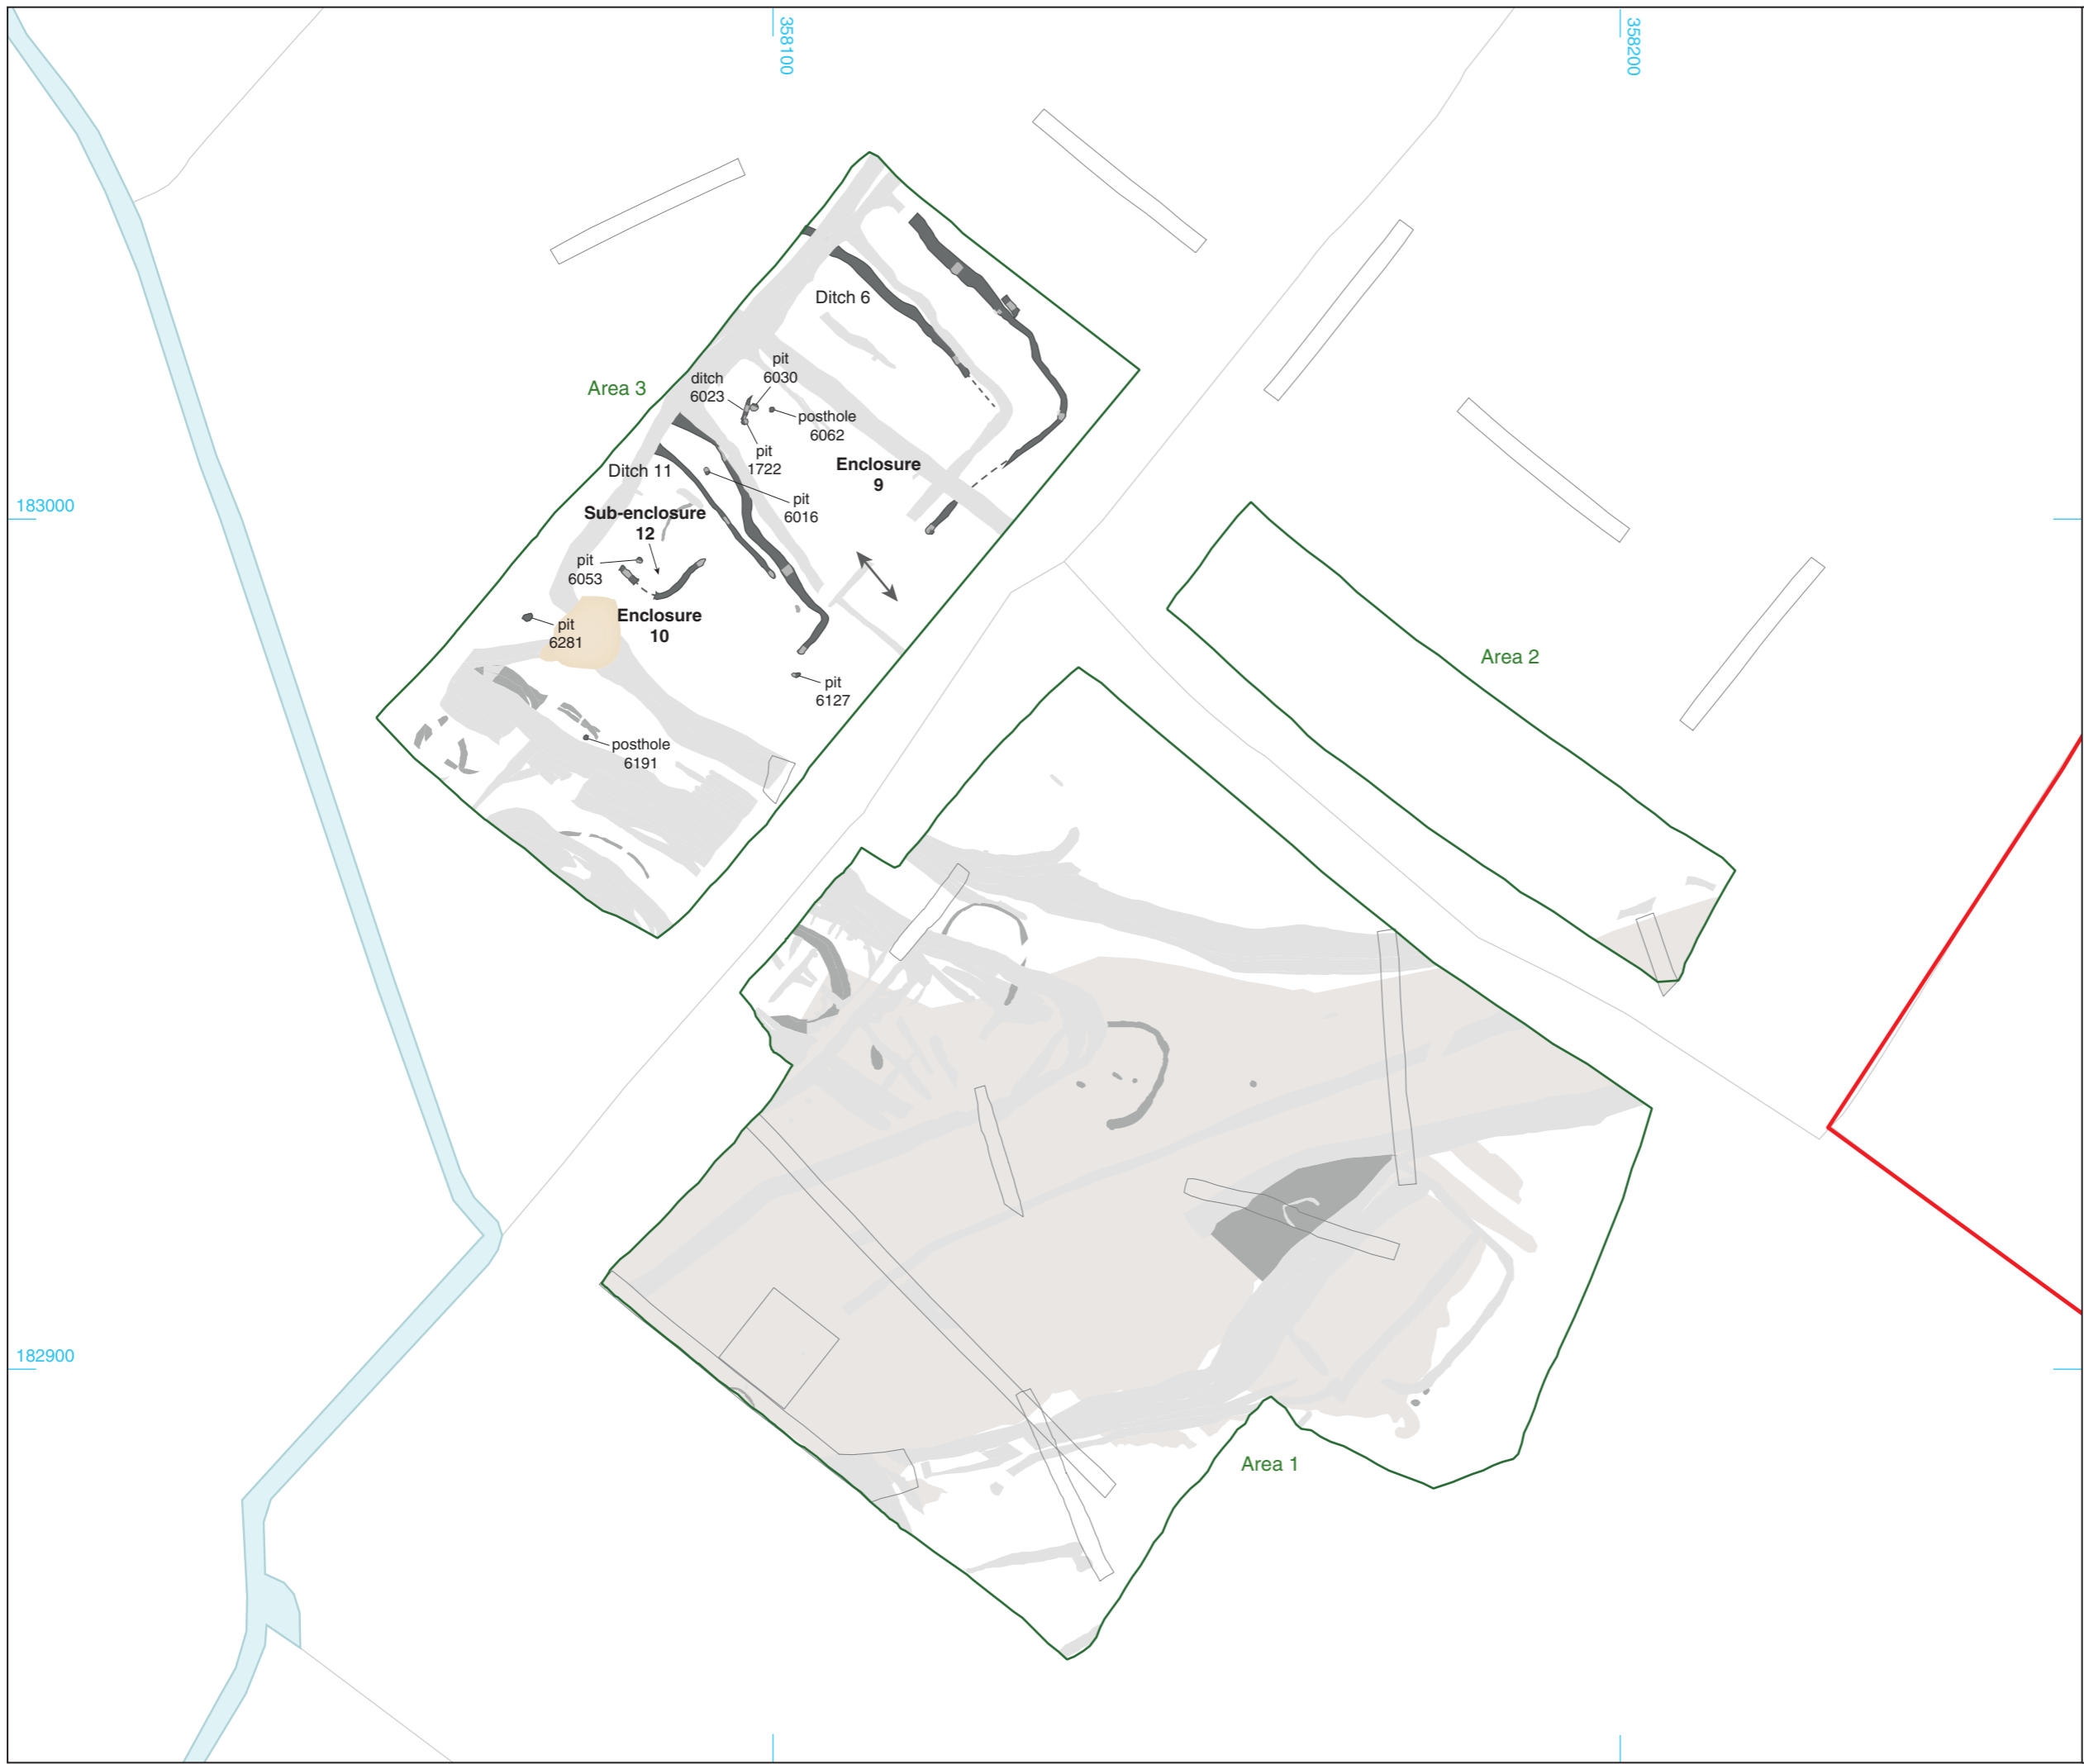 358100
358200
Ditch 6
pit
6030
ditch
6023
Area 3
posthole
6062
pit
1722
Enclosure
9
Ditch 11
pit
6016
183000
Sub-enclosure
12
pit
6053
Enclosure
10
pit
6281
Area 2
pit
6127
posthole
6191
182900
Area 1